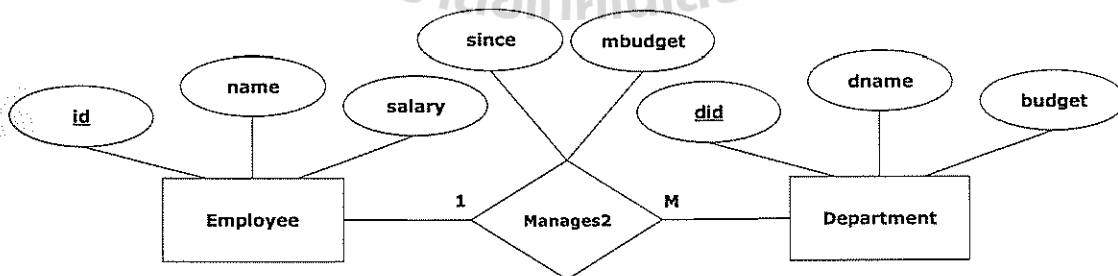 since mbudget
name dname
salary budget
id did
1 M
Employee Manages2 Department